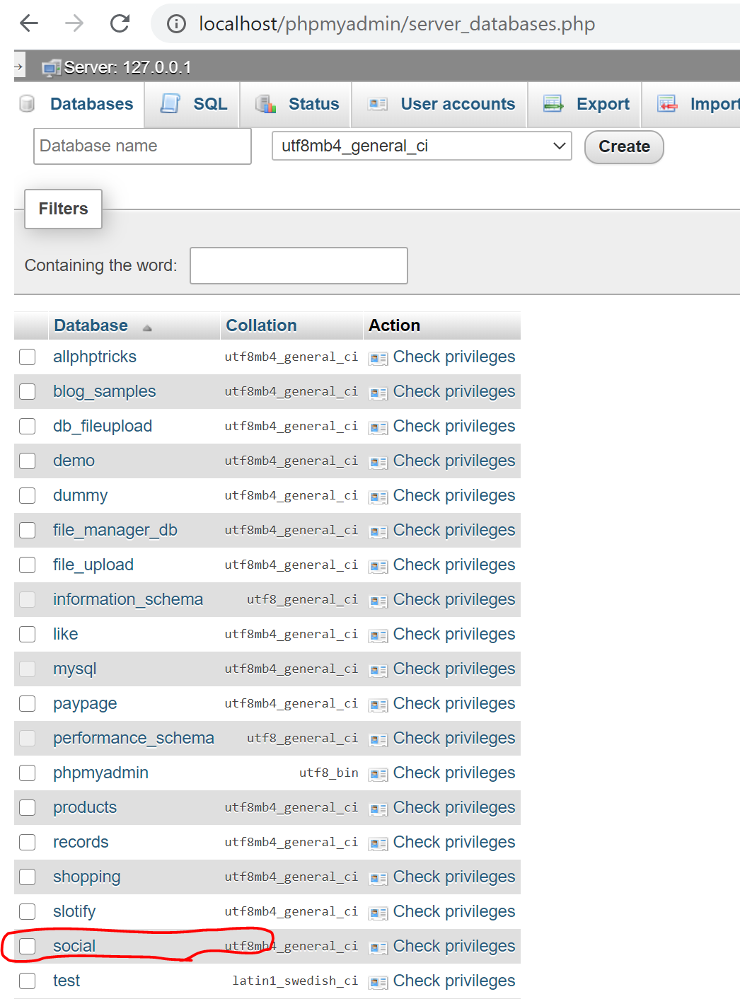 localhost/phpmyadmin/server_databases.php
Server: 127.0.0.1
Databases SQL Status User accounts Export Import
Database name utf8mb4_general_ci Create
Filters
Containing the word:
Database Collation Action
allphptricks utf8mb4_general_ci Check privileges
blog_samples utf8mb4_general_ci Check privileges
db_fileupload utf8mb4_general_ci Check privileges
demo utf8mb4_general_ci Check privileges
dummy utf8mb4_general_ci Check privileges
file_manager_db utf8mb4_general_ci Check privileges
file_upload utf8mb4_general_ci Check privileges
information_schema utf8_general_ci Check privileges
like utf8mb4_general_ci Check privileges
mysql utf8mb4_general_ci Check privileges
paypage utf8mb4_general_ci Check privileges
performance_schema utf8_general_ci Check privileges
phpmyadmin utf8_bin Check privileges
products utf8mb4_general_ci Check privileges
records utf8mb4_general_ci Check privileges
shopping utf8mb4_general_ci Check privileges
slotify utf8mb4_general_ci Check privileges
social utf8mb4_general_ci Check privileges
test latin1_swedish_ci Check privileges